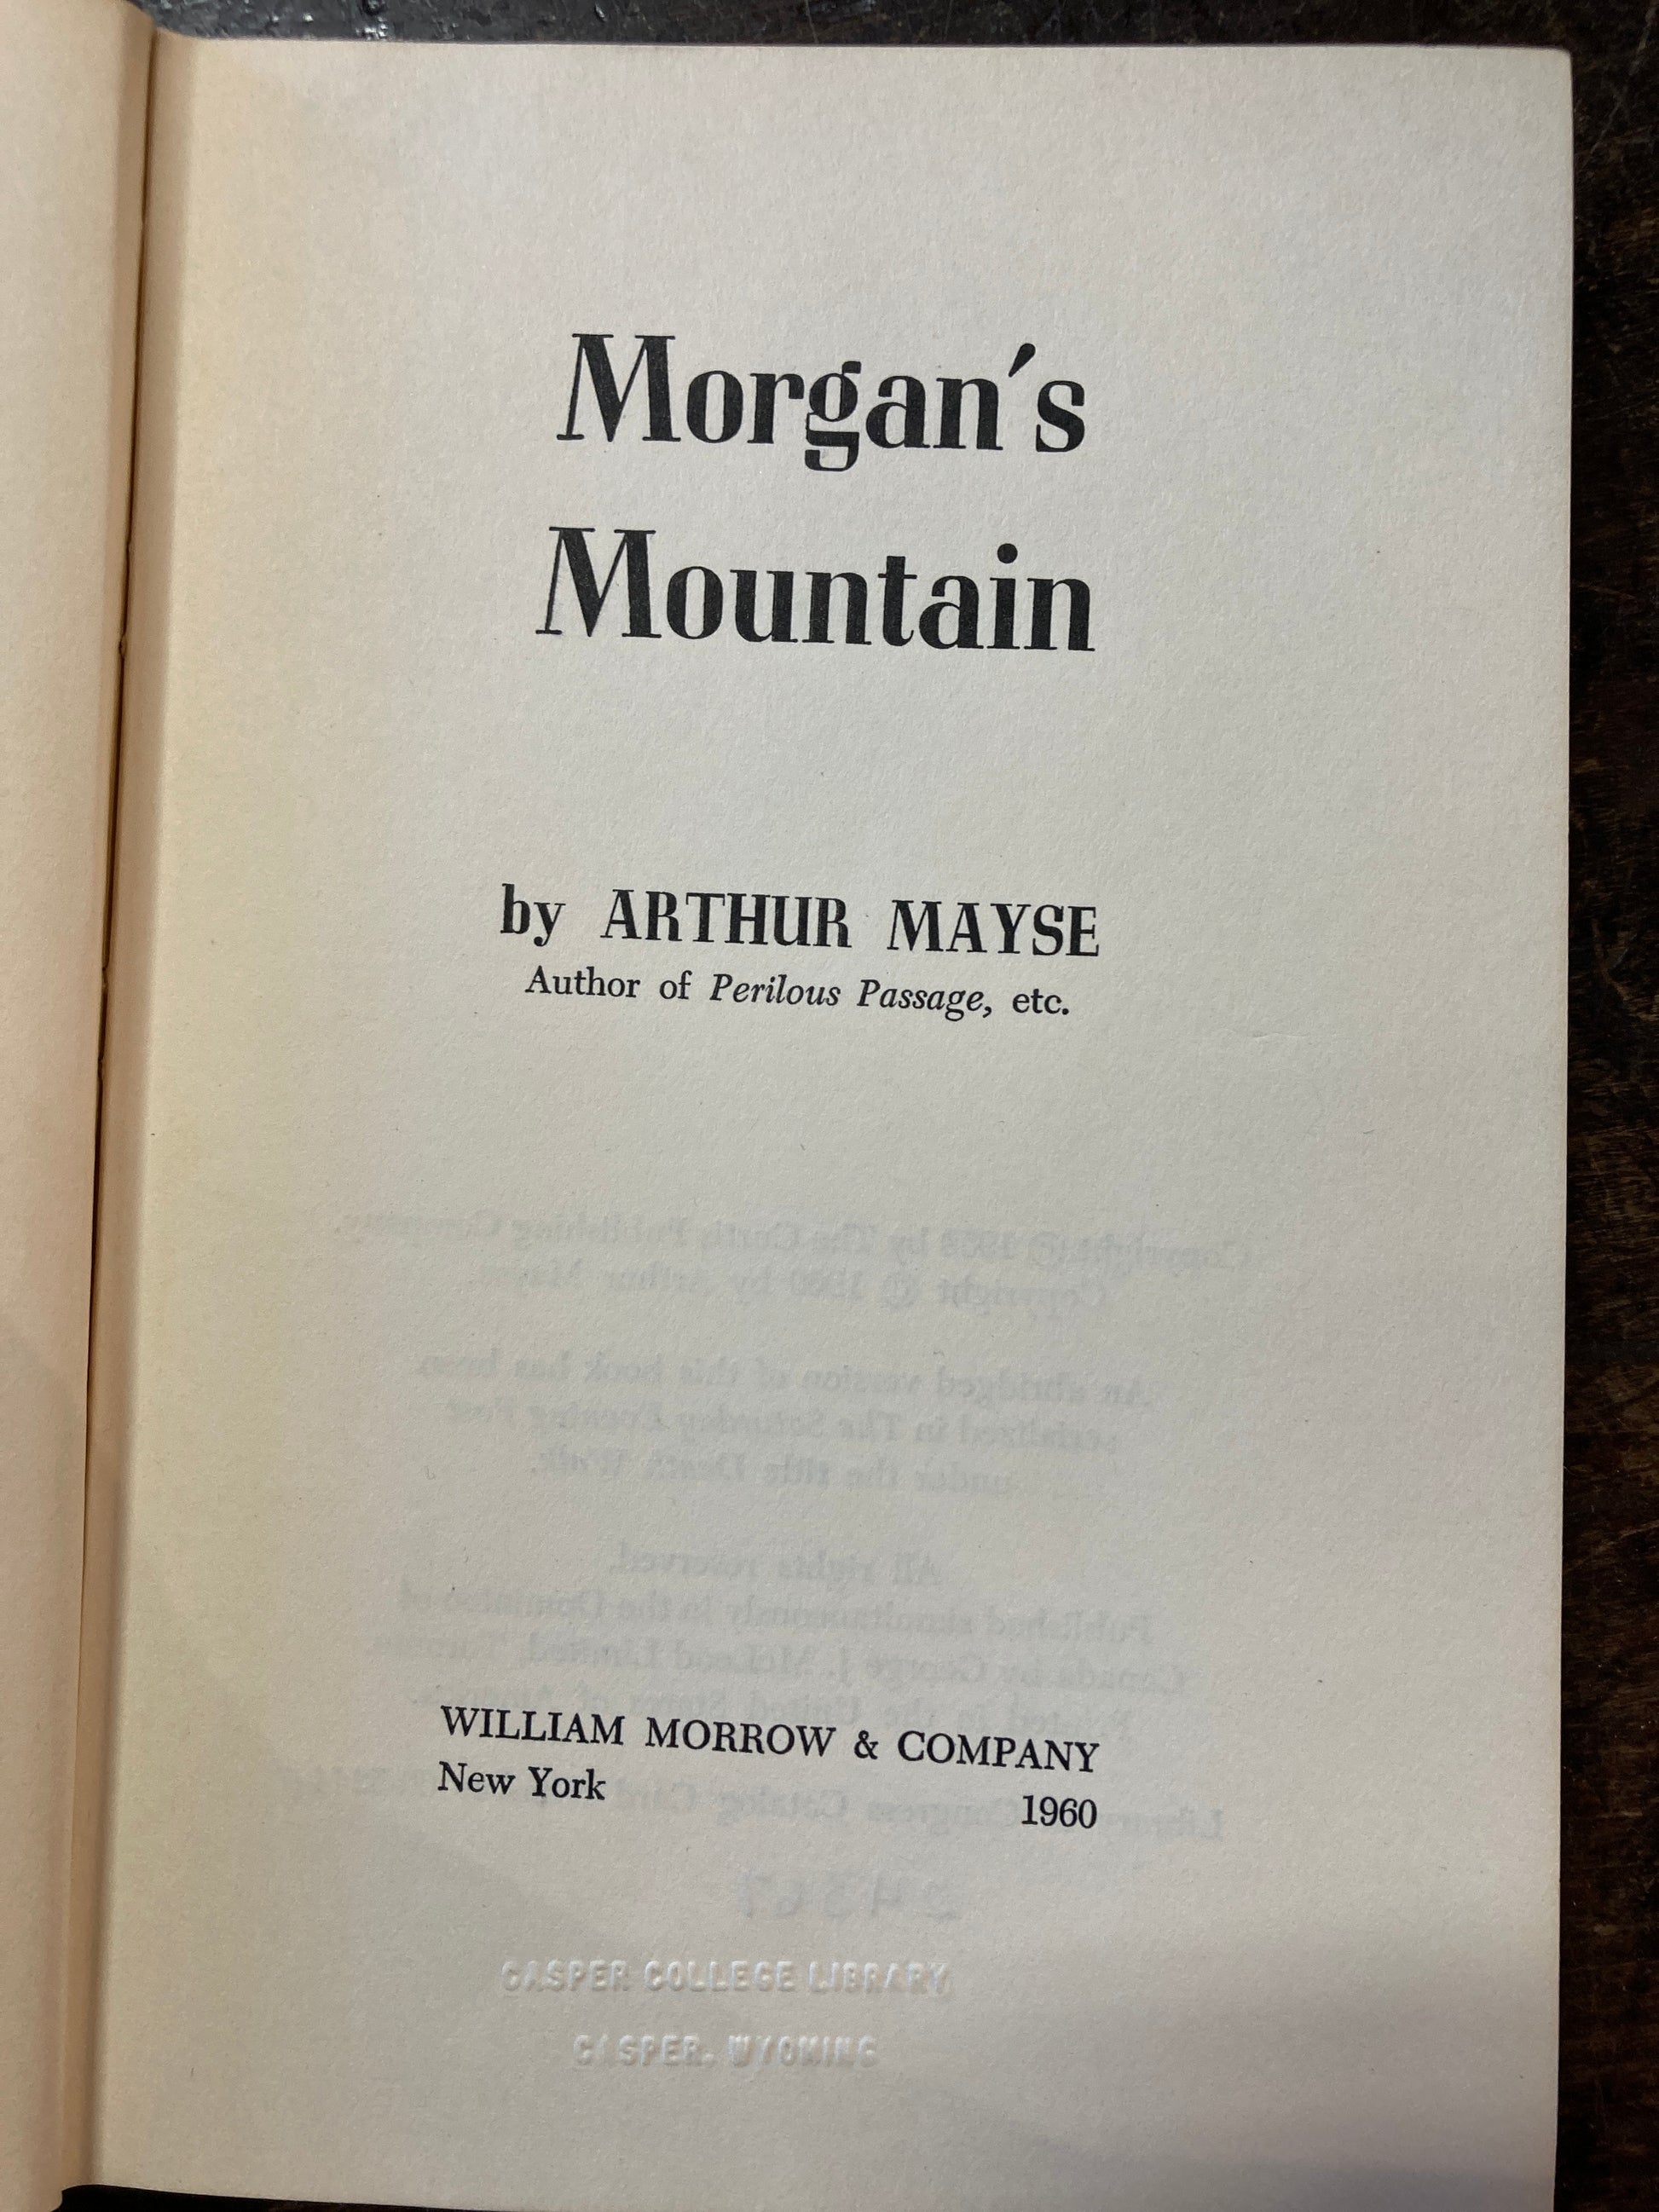 Morgan's
Mountain
by ARTHUR MAYSE
Author of Perilous Passage, etc.
WILLIAM MORROW & COMPANY
New York 1960
CASPER COLLEGE LIBRARY
CASPER, WYOMING